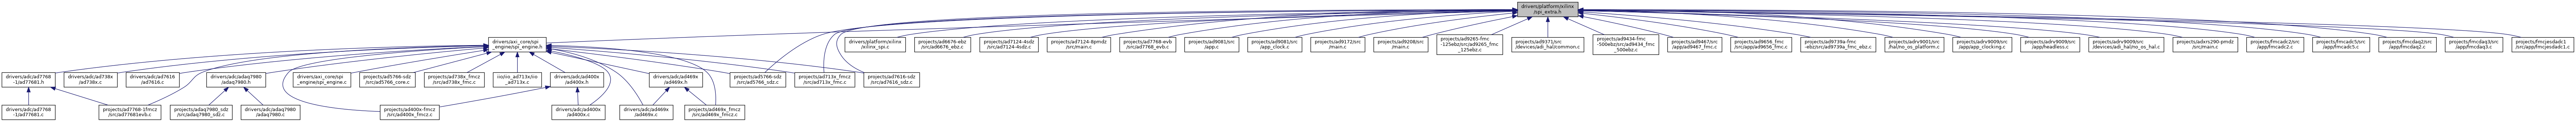 drivers/platform/xilinx
/spi_extra.h
drivers/axi_core/spi
_engine/spi_engine.h
drivers/platform/xilinx
/xilinx_spi.c
projects/ad6676-ebz
/src/ad6676_ebz.c
projects/ad7124-4sdz
/src/ad7124-4sdz.c
projects/ad7124-8pmdz
/src/main.c
projects/ad7768-evb
/src/ad7768_evb.c
projects/ad9081/src
/app.c
projects/ad9081/src
/app_clock.c
projects/ad9172/src
/main.c
projects/ad9208/src
/main.c
projects/ad9265-fmc
-125ebz/src/ad9265_fmc
_125ebz.c
projects/ad9371/src
/devices/adi_hal/common.c
projects/ad9434-fmc
-500ebz/src/ad9434_fmc
_500ebz.c
projects/ad9467/src
/app/ad9467_fmc.c
projects/ad9656_fmc
/src/app/ad9656_fmc.c
projects/ad9739a-fmc
-ebz/src/ad9739a_fmc_ebz.c
projects/adrv9001/src
/hal/no_os_platform.c
projects/adrv9009/src
/app/app_clocking.c
projects/adrv9009/src
/app/headless.c
projects/adrv9009/src
/devices/adi_hal/no_os_hal.c
projects/adxrs290-pmdz
/src/main.c
projects/fmcadc2/src
/app/fmcadc2.c
projects/fmcadc5/src
/app/fmcadc5.c
projects/fmcdaq2/src
/app/fmcdaq2.c
projects/fmcdaq3/src
/app/fmcdaq3.c
projects/fmcjesdadc1
/src/app/fmcjesdadc1.c
drivers/adc/ad7768
-1/ad77681.h
drivers/adc/ad738x
/ad738x.c
drivers/adc/ad7616
/ad7616.c
drivers/adc/adaq7980
/adaq7980.h
drivers/axi_core/spi
_engine/spi_engine.c
projects/ad5766-sdz
/src/ad5766_core.c
projects/ad738x_fmcz
/src/ad738x_fmc.c
iio/iio_ad713x/iio
_ad713x.c
drivers/adc/ad400x
/ad400x.h
drivers/adc/ad469x
/ad469x.h
projects/ad5766-sdz
/src/ad5766_sdz.c
projects/ad713x_fmcz
/src/ad713x_fmc.c
projects/ad7616-sdz
/src/ad7616_sdz.c
drivers/adc/ad7768
-1/ad77681.c
projects/ad7768-1fmcz
/src/ad77681evb.c
projects/adaq7980_sdz
/src/adaq7980_sdz.c
drivers/adc/adaq7980
/adaq7980.c
projects/ad400x-fmcz
/src/ad400x_fmcz.c
drivers/adc/ad400x
/ad400x.c
drivers/adc/ad469x
/ad469x.c
projects/ad469x_fmcz
/src/ad469x_fmcz.c